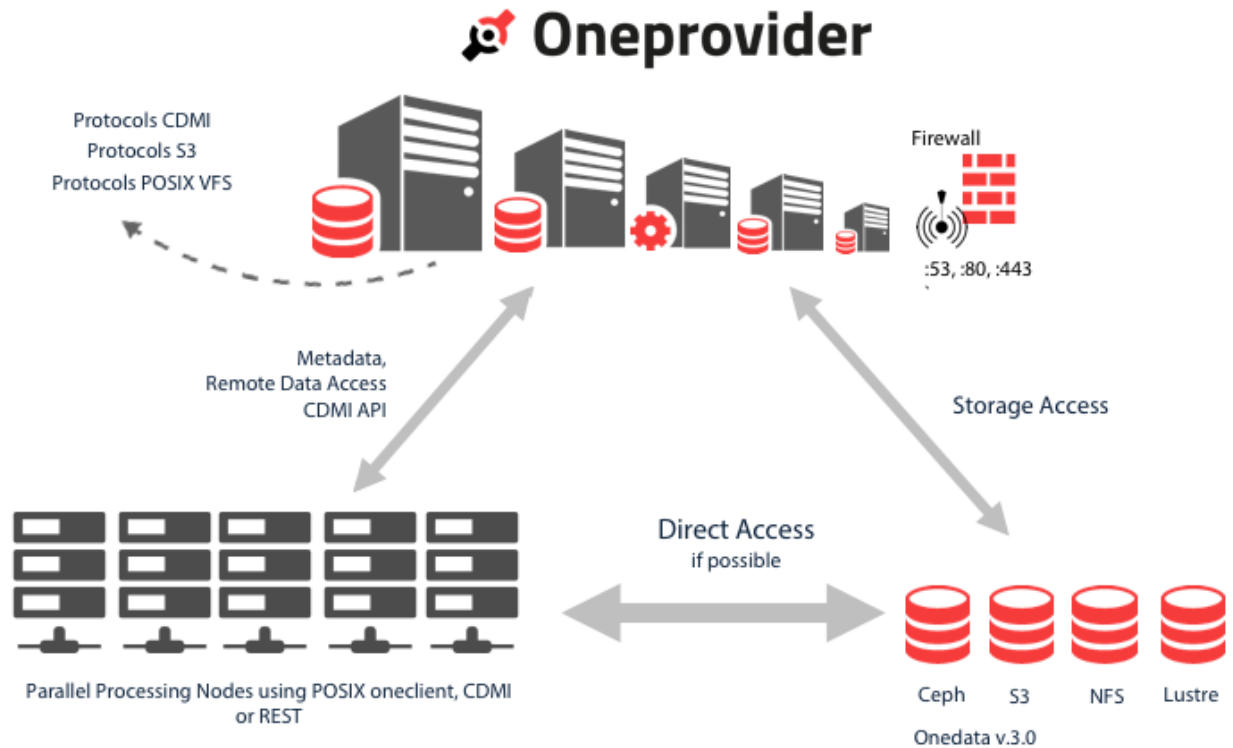 Oneprovider
Protocols CDMI
Protocols S3
Protocols POSIX VFS
Firewall
:53, :80, :443
Metadata,
Remote Data Access
CDMI API
Storage Access
Direct Access
if possible
Parallel Processing Nodes using POSIX oneclient, CDMI
or REST
Ceph
S3
NFS
Lustre
Onedata v.3.0